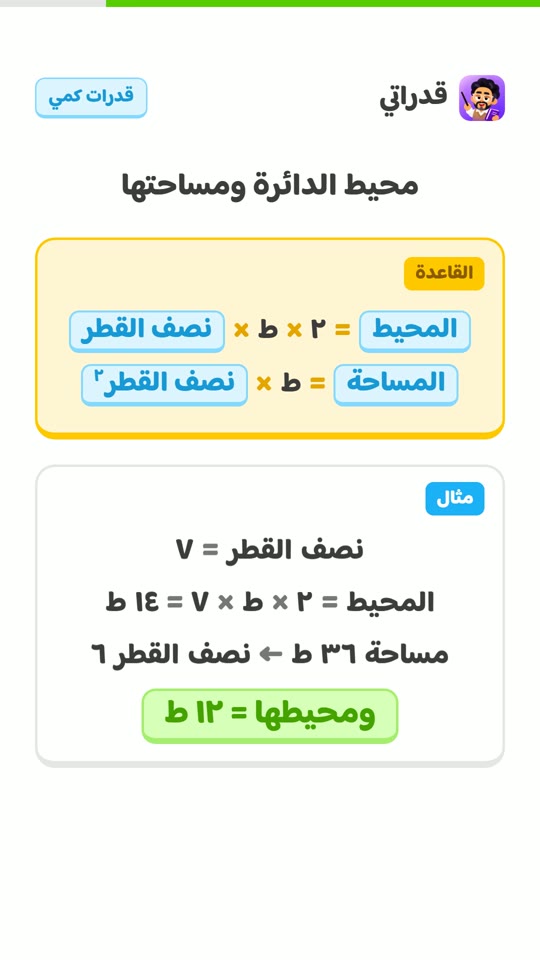 قدراتي
قدرات كمي
محيط الدائرة ومساحتها
القاعدة
المحيط = ٢ × ط × نصف القطر
المساحة = ط × نصف القطر²
مثال
نصف القطر = ٧
المحيط = ٢ × ط × ٧ = ١٤ ط
مساحة ٣٦ ط ← نصف القطر ٦
ومحيطها = ١٢ ط